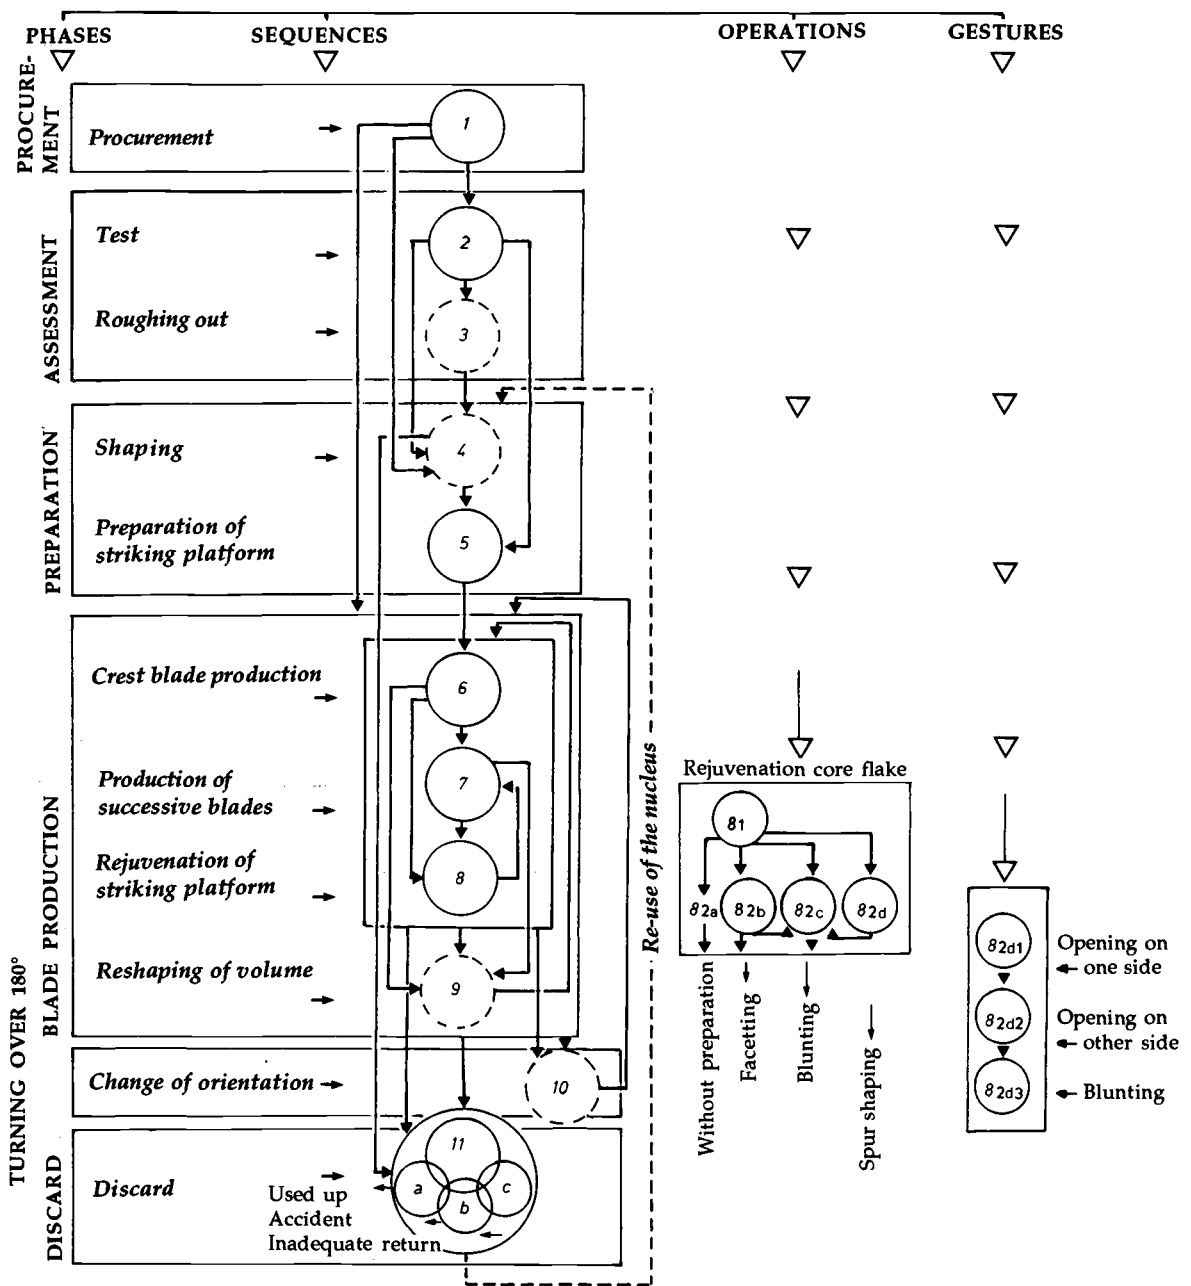 PHASES
SEQUENCES
OPERATIONS
GESTURES
PROCURE-
MENT
Procurement
1
ASSESSMENT
Test
2
Roughing out
3
PREPARATION
Shaping
4
Preparation of
striking platform
5
BLADE PRODUCTION
Crest blade production
6
Production of
successive blades
7
Rejuvenation of
striking platform
8
Reshaping of volume
9
TURNING OVER 180°
Change of orientation
10
DISCARD
Discard
11
a
b
c
Used up
Accident
Inadequate return
Re-use of the nucleus
Rejuvenation core flake
81
82a
82b
82c
82d
Without preparation
Facetting
Blunting
Spur shaping
82d1
Opening on
one side
82d2
Opening on
other side
82d3
Blunting